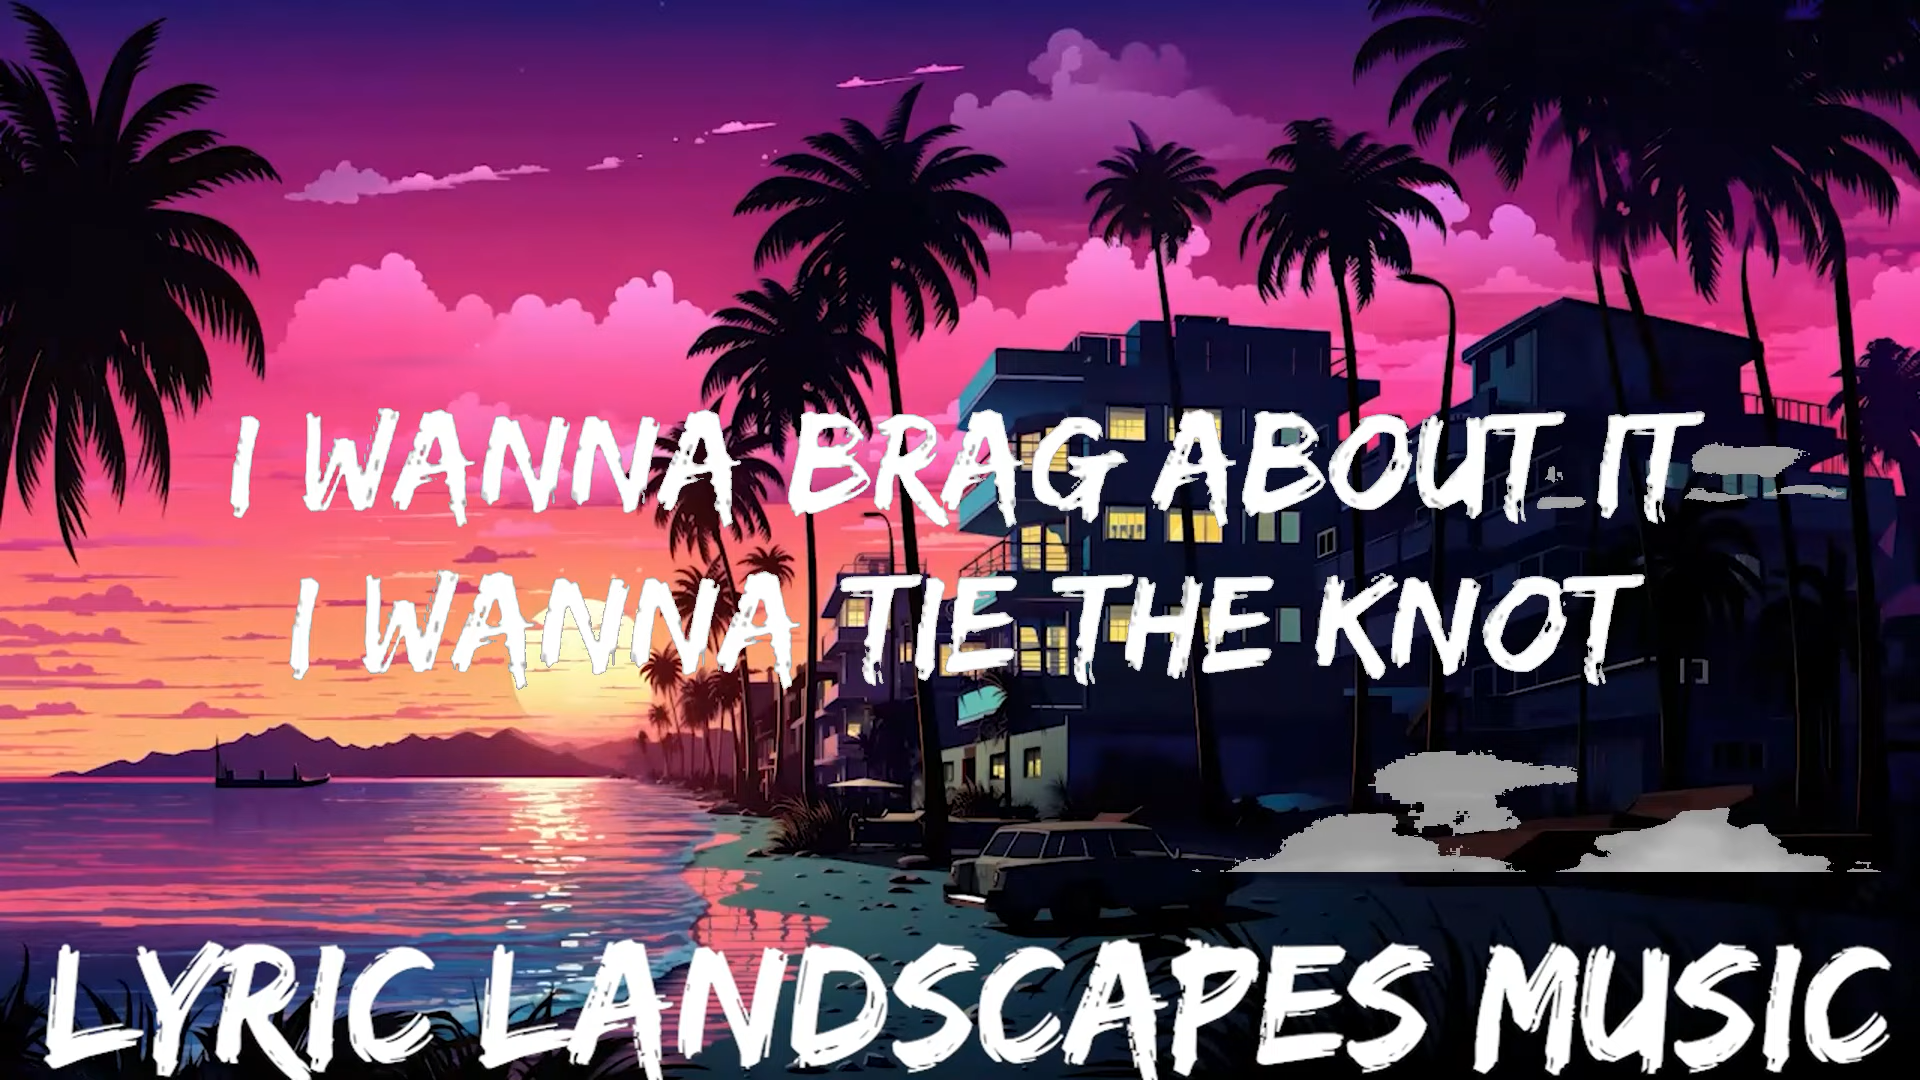 I WANNA BRAG ABOUT IT
I WANNA TIE THE KNOT
LYRIC LANDSCAPES MUSIC